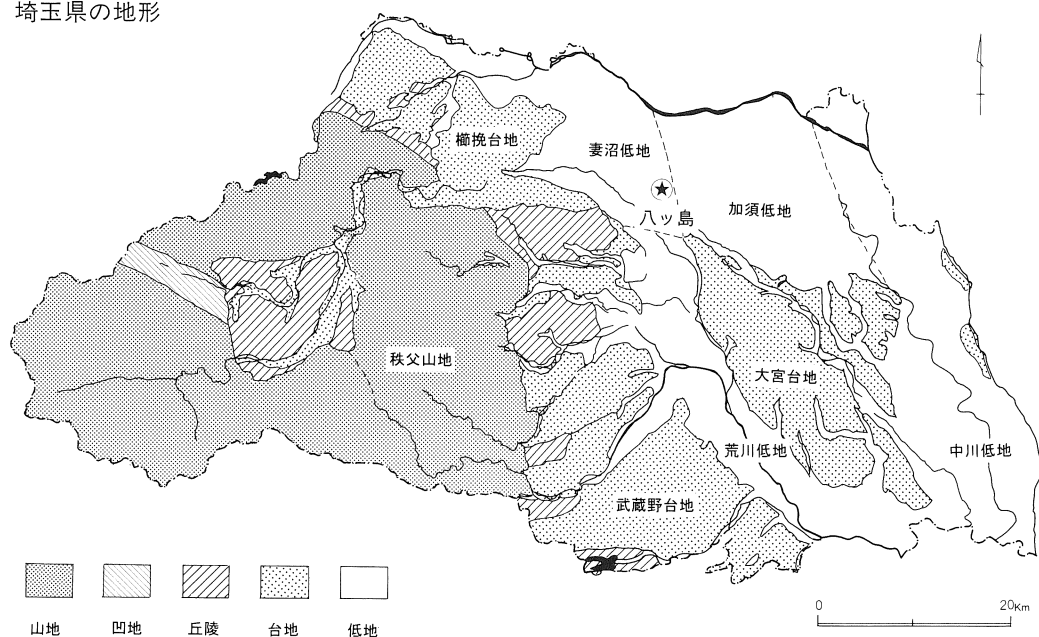 埼玉県の地形
櫛挽台地
妻沼低地
★
八ッ島
加須低地
秩父山地
大宮台地
荒川低地
中川低地
武蔵野台地
山地
凹地
丘陵
台地
低地
0
20Km